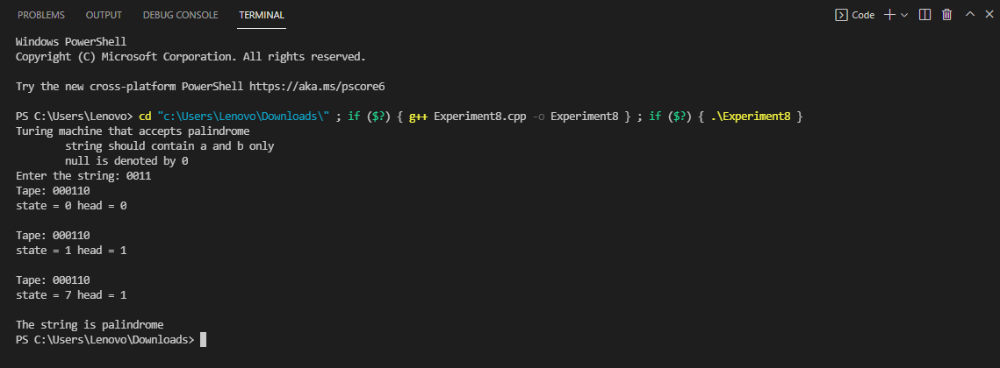 PROBLEMS OUTPUT DEBUG CONSOLE TERMINAL Code
Windows PowerShell
Copyright (C) Microsoft Corporation. All rights reserved.
Try the new cross-platform PowerShell https://aka.ms/pscore6
PS C:\Users\Lenovo> cd "c:\Users\Lenovo\Downloads\" ; if ($?) { g++ Experiment8.cpp -o Experiment8 } ; if ($?) { .\Experiment8 }
Turing machine that accepts palindrome
string should contain a and b only
null is denoted by 0
Enter the string: 0011
Tape: 000110
state = 0 head = 0
Tape: 000110
state = 1 head = 1
Tape: 000110
state = 7 head = 1
The string is palindrome
PS C:\Users\Lenovo\Downloads>